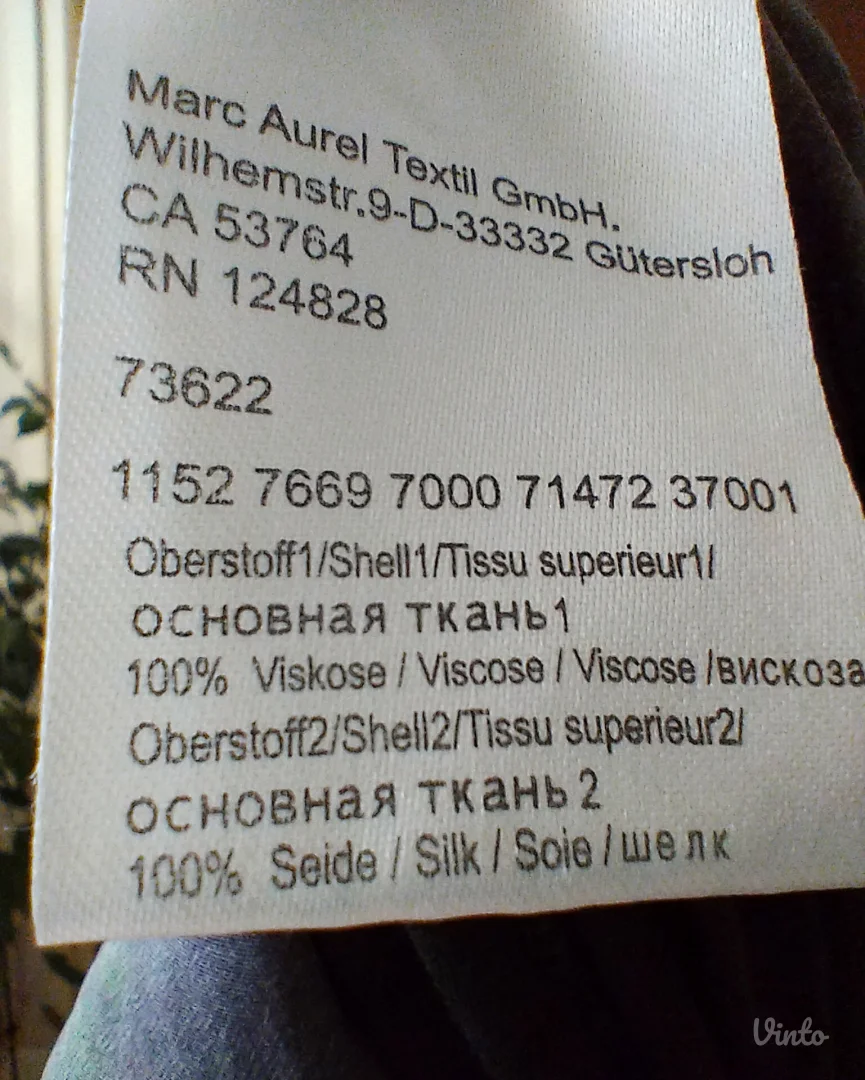 Marc Aurel Textil GmbH.
Wilhemstr.9-D-33332 Gütersloh
CA 53764
RN 124828
73622
1152 7669 7000 71472 37001
Oberstoff1/Shell1/Tissu superieur1/
основная ткань1
100% Viskose / Viscose / Viscose /вискоза
Oberstoff2/Shell2/Tissu superieur2/
основная ткань 2
100% Seide / Silk / Soie / шелк
Vinto